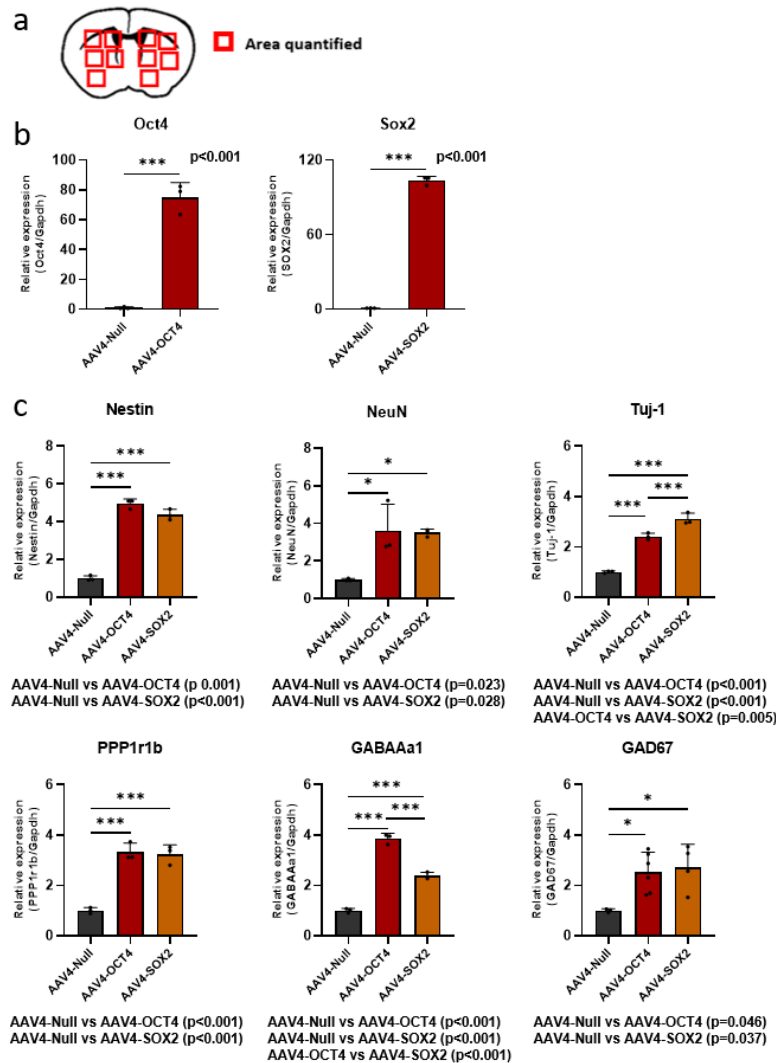 a
Area quantified
b
Oct4
Relative expression
(Oct4/Gapdh)
100
80
60
40
20
0
***
p<0.001
AAV4-Null
AAV4-OCT4
Sox2
Relative expression
(SOX2/Gapdh)
120
60
0
***
p<0.001
AAV4-Null
AAV4-SOX2
c
Nestin
Relative expression
(Nestin/Gapdh)
8
6
4
2
0
***
***
AAV4-Null
AAV4-OCT4
AAV4-SOX2
AAV4-Null vs AAV4-OCT4 (p 0.001)
AAV4-Null vs AAV4-SOX2 (p<0.001)
NeuN
Relative expression
(NeuN/Gapdh)
8
6
4
2
0
*
*
AAV4-Null
AAV4-OCT4
AAV4-SOX2
AAV4-Null vs AAV4-OCT4 (p=0.023)
AAV4-Null vs AAV4-SOX2 (p=0.028)
Tuj-1
Relative expression
(Tuj-1/Gapdh)
6
4
2
0
***
***
***
AAV4-Null
AAV4-OCT4
AAV4-SOX2
AAV4-Null vs AAV4-OCT4 (p<0.001)
AAV4-Null vs AAV4-SOX2 (p<0.001)
AAV4-OCT4 vs AAV4-SOX2 (p=0.005)
PPP1r1b
Relative expression
(PPP1r1b/Gapdh)
6
4
2
0
***
***
AAV4-Null
AAV4-OCT4
AAV4-SOX2
AAV4-Null vs AAV4-OCT4 (p<0.001)
AAV4-Null vs AAV4-SOX2 (p<0.001)
GABAAa1
Relative expression
(GABAAa1/Gapdh)
6
4
2
0
***
***
***
AAV4-Null
AAV4-OCT4
AAV4-SOX2
AAV4-Null vs AAV4-OCT4 (p<0.001)
AAV4-Null vs AAV4-SOX2 (p<0.001)
AAV4-OCT4 vs AAV4-SOX2 (p<0.001)
GAD67
Relative expression
(GAD67/Gapdh)
6
4
2
0
*
*
AAV4-Null
AAV4-OCT4
AAV4-SOX2
AAV4-Null vs AAV4-OCT4 (p=0.046)
AAV4-Null vs AAV4-SOX2 (p=0.037)